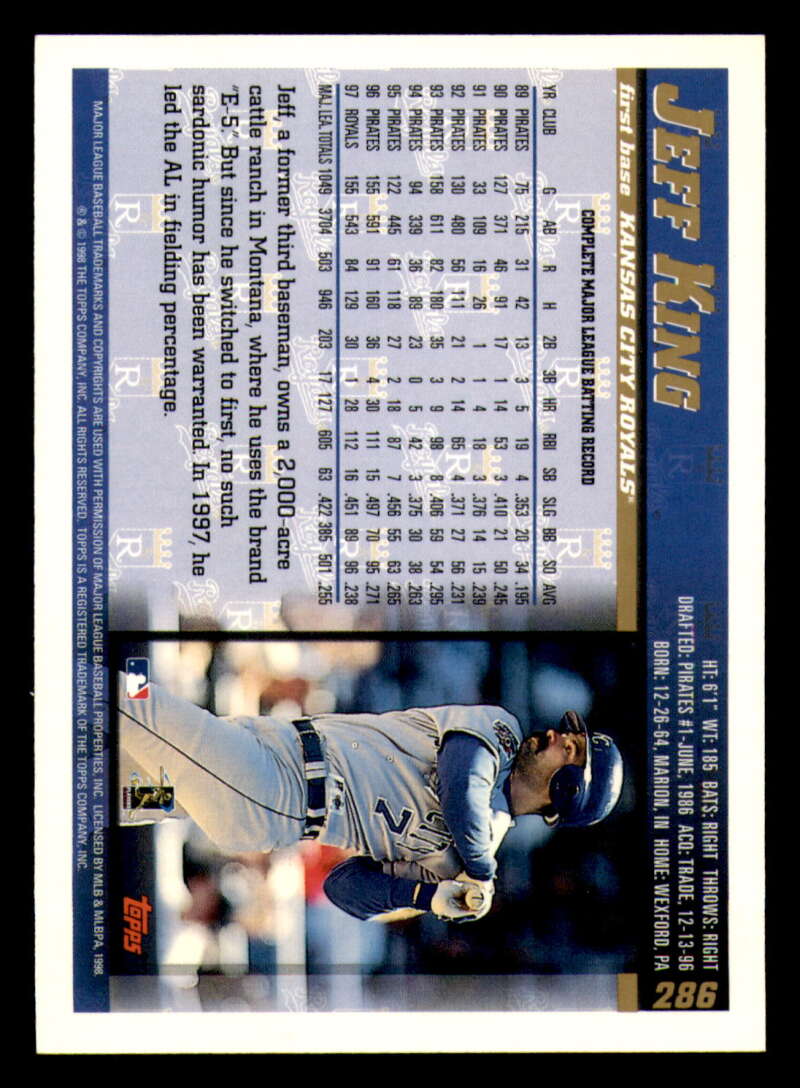 JEFF KING
HT: 6'1" WT: 185 BATS: RIGHT THROWS: RIGHT
DRAFTED: PIRATES #1-JUNE, 1986 ACQ: TRADE, 12-13-96
BORN: 12-26-64, MARION, IN HOME: WEXFORD, PA
286
first base KANSAS CITY ROYALS®
COMPLETE MAJOR LEAGUE BATTING RECORD
YR CLUB G AB R H 2B 3B HR RBI SB SLG BB SO AVG
89 PIRATES 75 215 31 42 13 3 5 19 4 .353 20 34 .195
90 PIRATES 127 371 46 91 17 1 14 53 3 .410 21 50 .245
91 PIRATES 33 109 16 26 1 1 4 18 3 .376 14 15 .239
92 PIRATES 130 480 56 111 21 2 14 65 4 .371 27 56 .231
93 PIRATES 158 611 82 180 35 3 9 98 8 .406 59 54 .295
94 PIRATES 94 339 36 89 23 0 5 42 3 .375 30 38 .263
95 PIRATES 122 445 61 118 27 2 18 87 7 .456 55 63 .265
96 PIRATES 155 591 91 160 36 4 30 111 15 .497 70 95 .271
97 ROYALS 155 543 84 129 30 1 28 112 16 .451 89 96 .238
MAJ. LEA. TOTALS 1049 3704 503 946 203 17 127 605 63 .422 385 501 .255
Jeff, a former third baseman, owns a 2,000-acre
cattle ranch in Montana, where he uses the brand
"E-5". But since he switched to first, no such
sardonic humor has been warranted. In 1997, he
led the AL in fielding percentage.
7
TOPPS
MAJOR LEAGUE BASEBALL TRADEMARKS AND COPYRIGHTS ARE USED WITH PERMISSION OF MAJOR LEAGUE BASEBALL PROPERTIES, INC. LICENSED BY MLB & MLBPA, 1998.
® & © 1998 THE TOPPS COMPANY, INC. ALL RIGHTS RESERVED. TOPPS IS A REGISTERED TRADEMARK OF THE TOPPS COMPANY, INC.